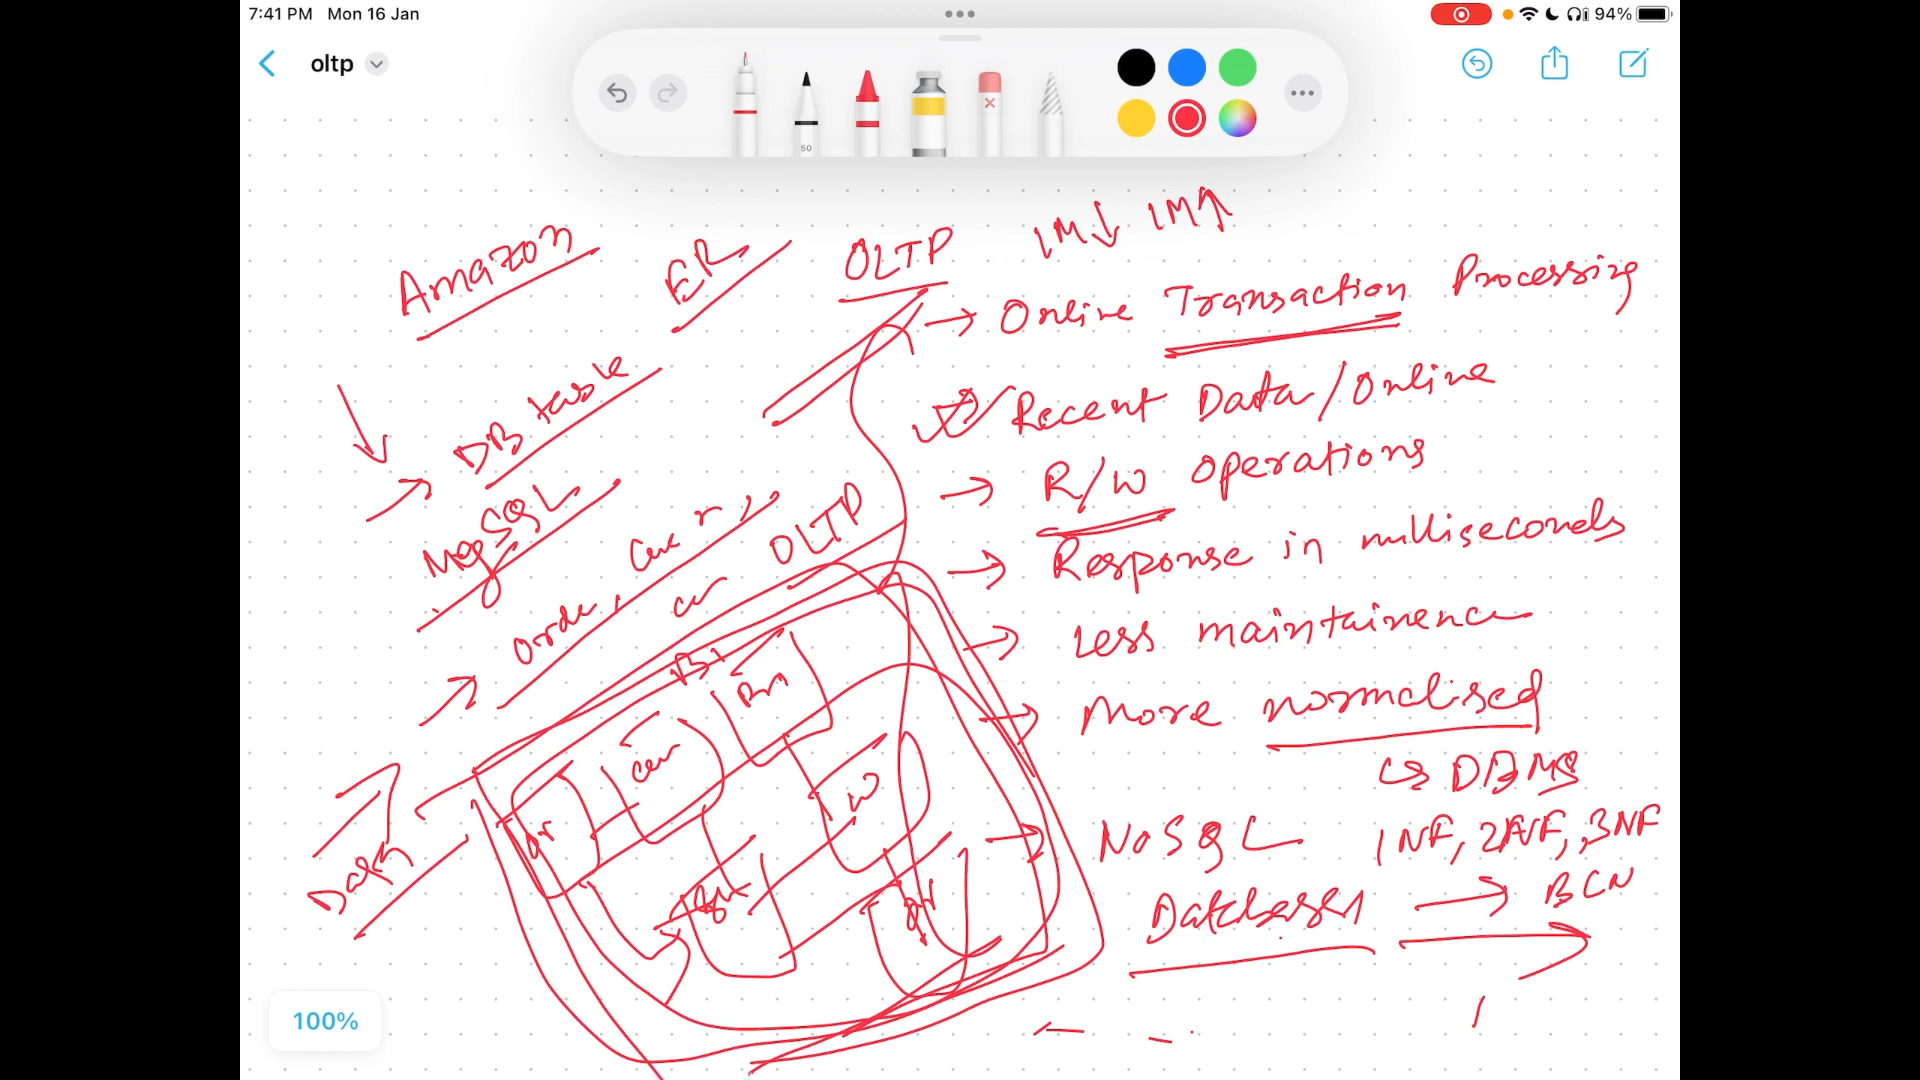 7:41 PM Mon 16 Jan
94%
oltp
50
Amazon
ER
OLTP
1M↓ 1M↑
→ Online Transaction Processing
Recent Data/Online
→ R/W operations
→ Response in milliseconds
→ Less maintainence
→ More normalised
↳ DBMS
1NF, 2NF, 3NF
→ BCN
→ NoSQL
Databases
→ DB table
MySQL
OLTP
→ Order,
W
100%